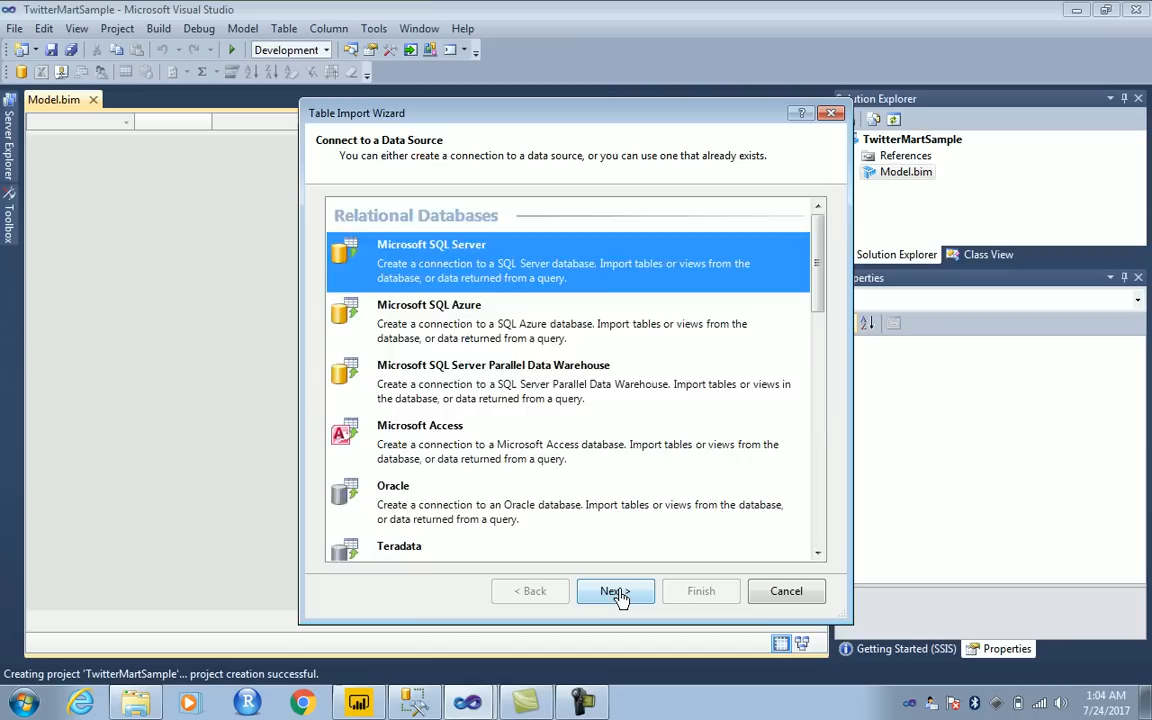 TwitterMartSample - Microsoft Visual Studio
File Edit View Project Build Debug Model Table Column Tools Window Help
Development
Model.bim
Server Explorer
Toolbox
Table Import Wizard
Connect to a Data Source
You can either create a connection to a data source, or you can use one that already exists.
Relational Databases
Microsoft SQL Server
Create a connection to a SQL Server database. Import tables or views from the
database, or data returned from a query.
Microsoft SQL Azure
Create a connection to a SQL Azure database. Import tables or views from the
database, or data returned from a query.
Microsoft SQL Server Parallel Data Warehouse
Create a connection to a SQL Server Parallel Data Warehouse. Import tables or views in
the database, or data returned from a query.
Microsoft Access
Create a connection to a Microsoft Access database. Import tables or views from the
database, or data returned from a query.
Oracle
Create a connection to an Oracle database. Import tables or views from the database,
or data returned from a query.
Teradata
< Back
Next >
Finish
Cancel
Solution Explorer
TwitterMartSample
References
Model.bim
Solution Explorer
Class View
perties
Getting Started (SSIS)
Properties
Creating project 'TwitterMartSample'... project creation successful.
1:04 AM
7/24/2017